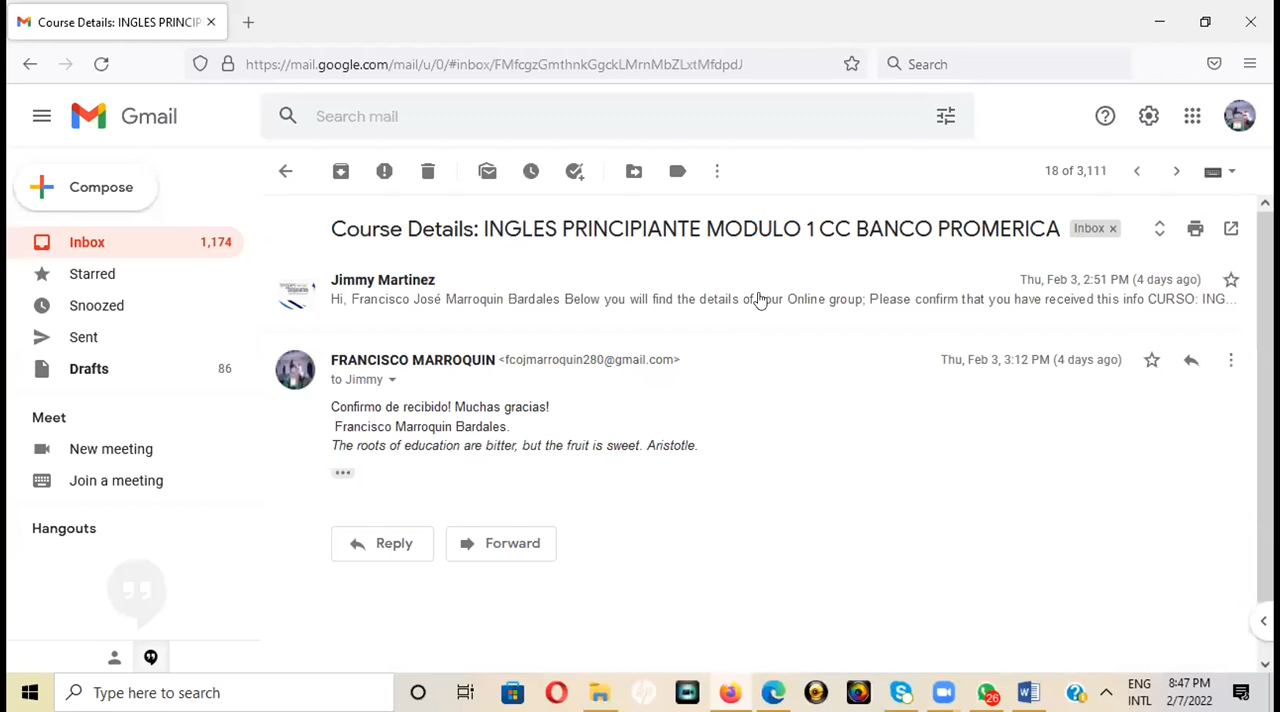 Course Details: INGLES PRINCIP
https://mail.google.com/mail/u/0/#inbox/FMfcgzGmthnkGgckLMrnMbZLxtMfdpdJ
Search
Gmail
Search mail
Compose
18 of 3,111
Inbox 1,174
Starred
Snoozed
Sent
Drafts 86
Meet
New meeting
Join a meeting
Hangouts
Course Details: INGLES PRINCIPIANTE MODULO 1 CC BANCO PROMERICA Inbox x
Jimmy Martinez Thu, Feb 3, 2:51 PM (4 days ago)
Hi, Francisco José Marroquin Bardales Below you will find the details of our Online group; Please confirm that you have received this info CURSO: ING...
FRANCISCO MARROQUIN <fcojmarroquin280@gmail.com> Thu, Feb 3, 3:12 PM (4 days ago)
to Jimmy
Confirmo de recibido! Muchas gracias!
Francisco Marroquin Bardales.
The roots of education are bitter, but the fruit is sweet. Aristotle.
Reply
Forward
Type here to search
26
ENG
INTL
8:47 PM
2/7/2022